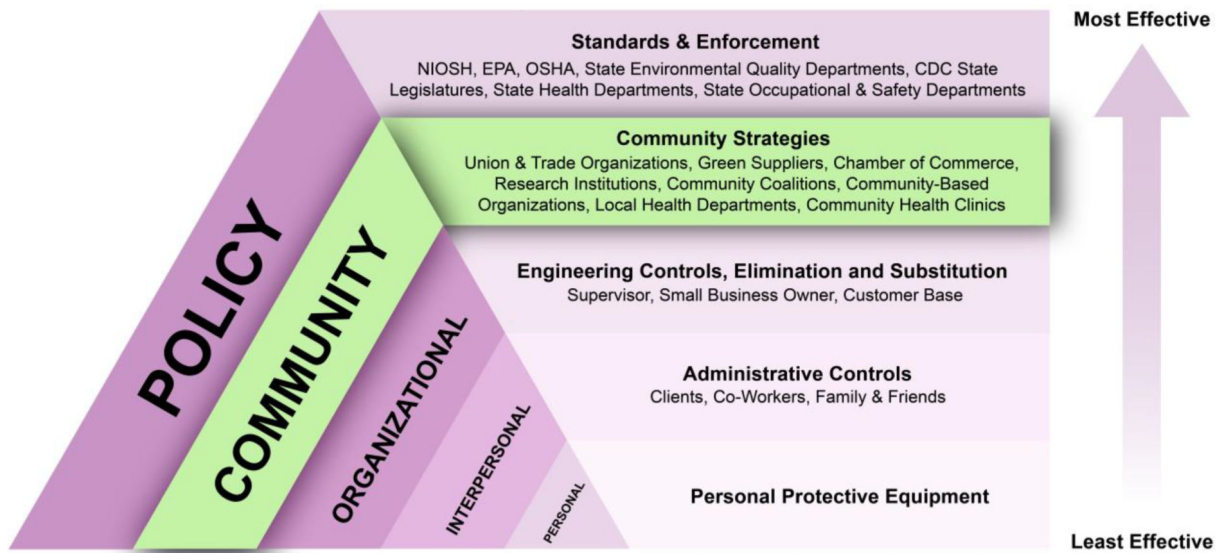 Most Effective
Standards & Enforcement
NIOSH, EPA, OSHA, State Environmental Quality Departments, CDC State
Legislatures, State Health Departments, State Occupational & Safety Departments
Community Strategies
Union & Trade Organizations, Green Suppliers, Chamber of Commerce,
Research Institutions, Community Coalitions, Community-Based
Organizations, Local Health Departments, Community Health Clinics
Engineering Controls, Elimination and Substitution
Supervisor, Small Business Owner, Customer Base
Administrative Controls
Clients, Co-Workers, Family & Friends
Personal Protective Equipment
Least Effective
POLICY
COMMUNITY
ORGANIZATIONAL
INTERPERSONAL
PERSONAL